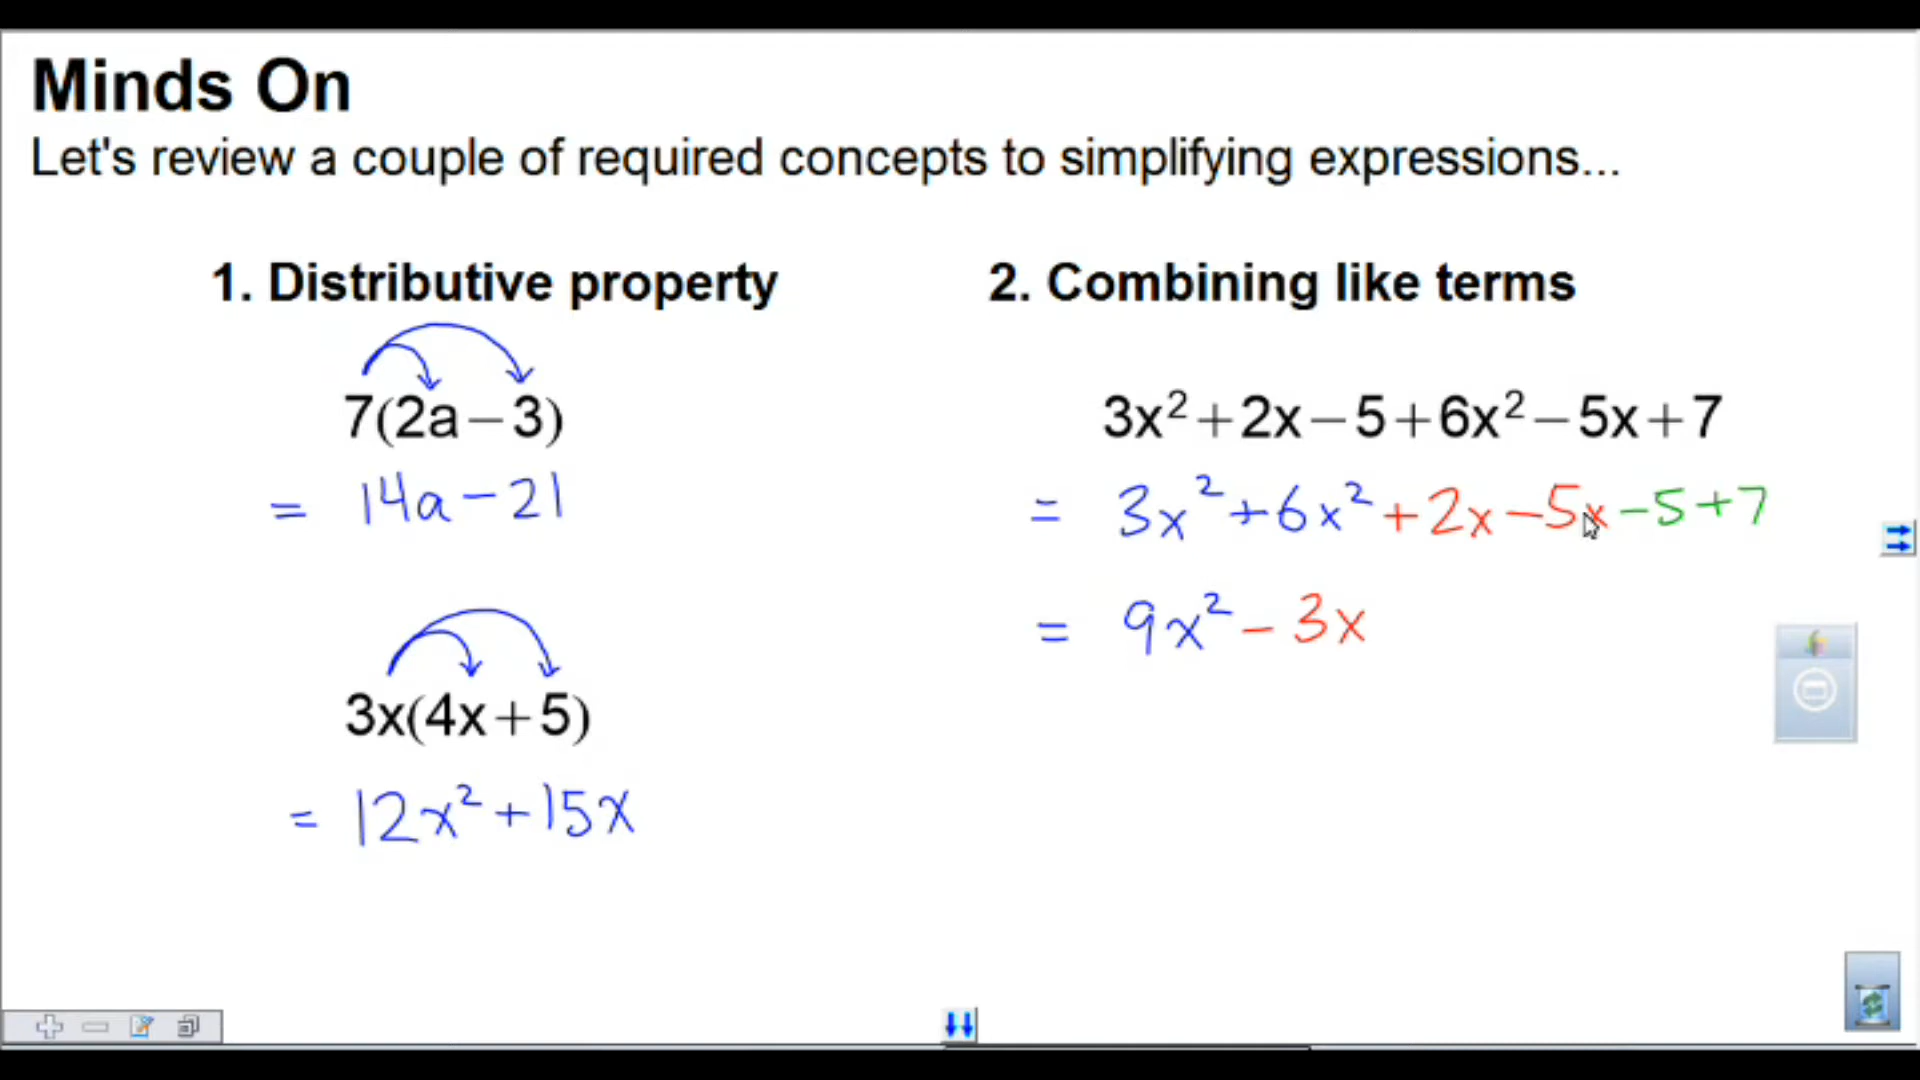 Minds On
Let's review a couple of required concepts to simplifying expressions...
1. Distributive property
7(2a−3)
= 14a−21
3x(4x+5)
= 12x²+15x
2. Combining like terms
3x²+2x−5+6x²−5x+7
= 3x²+6x²+2x−5x−5+7
= 9x²−3x